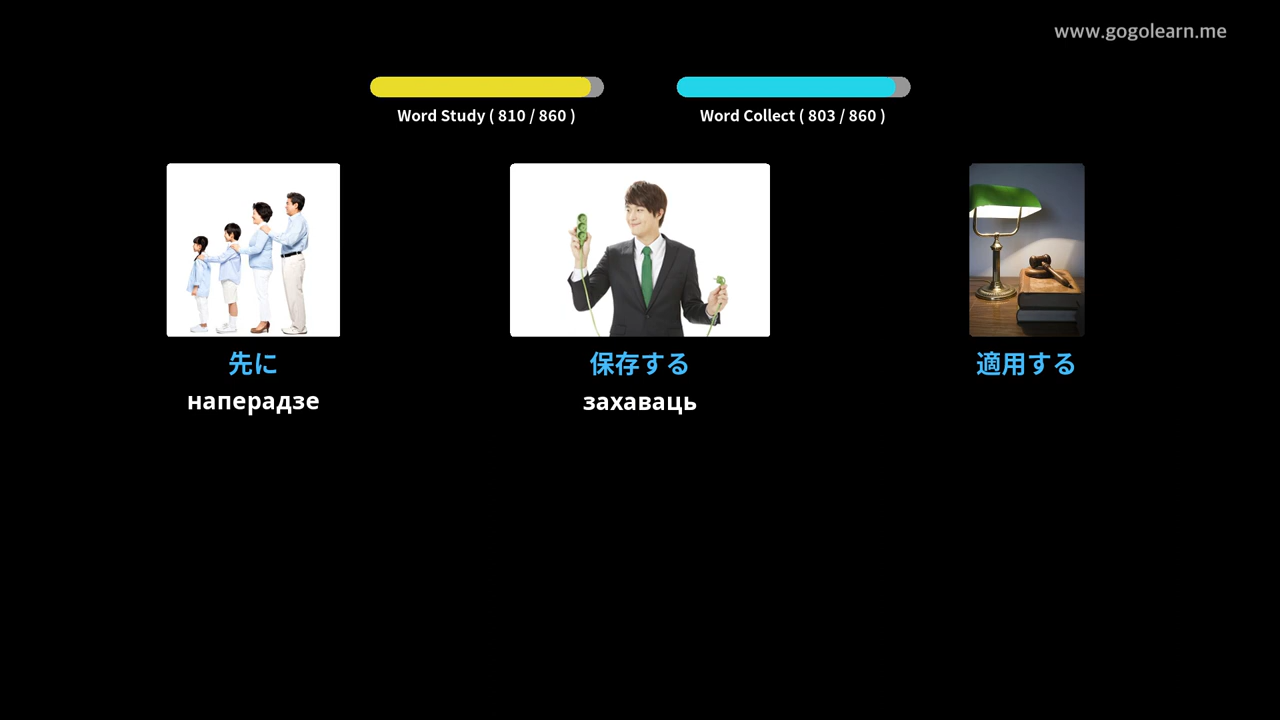 www.gogolearn.me
Word Study ( 810 / 860 )
Word Collect ( 803 / 860 )
先に
保存する
適用する
наперадзе
захаваць